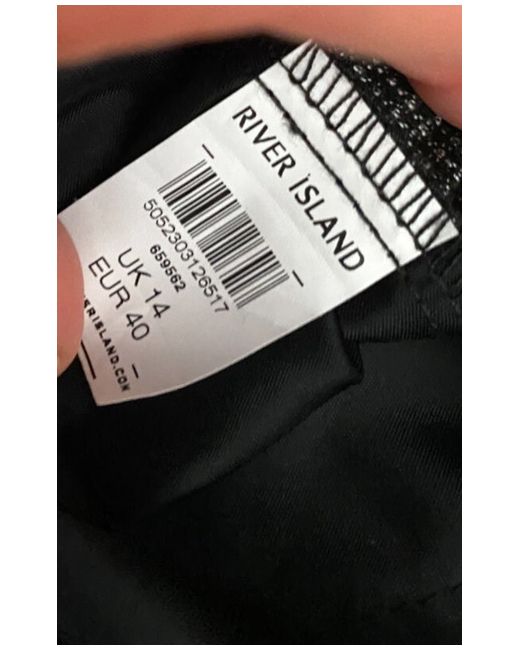 RIVER ISLAND
5052303126517
659562
UK 14
EUR 40